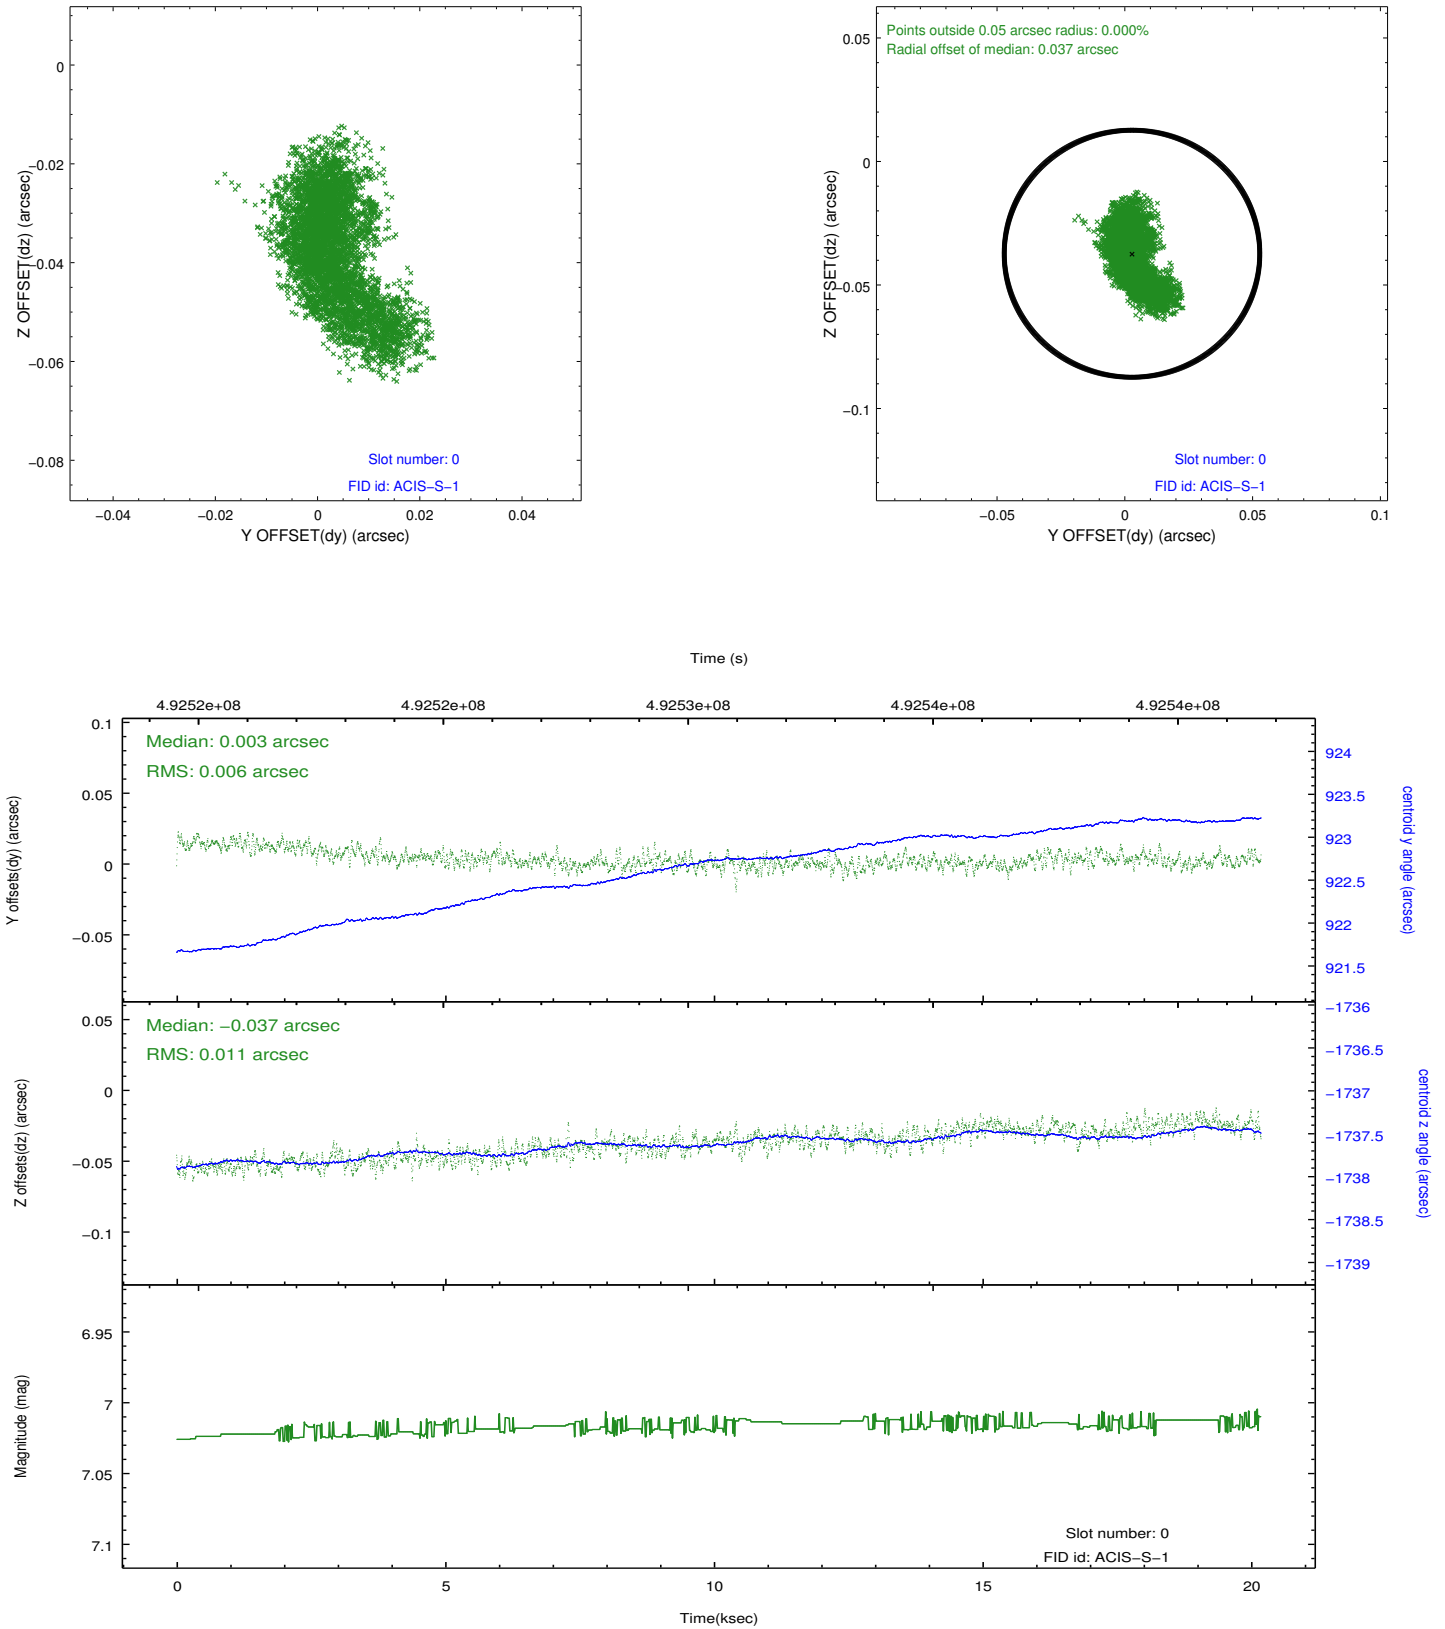 0
−0.02
−0.04
−0.06
−0.08
Z OFFSET(dz) (arcsec)
Slot number: 0
FID id: ACIS−S−1
−0.04
−0.02
0
0.02
0.04
Y OFFSET(dy) (arcsec)
Points outside 0.05 arcsec radius: 0.000%
Radial offset of median: 0.037 arcsec
0.05
0
−0.05
−0.1
Z OFFSET(dz) (arcsec)
Slot number: 0
FID id: ACIS−S−1
−0.05
0
0.05
0.1
Y OFFSET(dy) (arcsec)
Time (s)
4.9252e+08
4.9252e+08
4.9253e+08
4.9254e+08
4.9254e+08
Median: 0.003 arcsec
RMS: 0.006 arcsec
0.1
0.05
0
−0.05
Y offsets(dy) (arcsec)
924
923.5
923
922.5
922
921.5
centroid y angle (arcsec)
Median: −0.037 arcsec
RMS: 0.011 arcsec
0.05
0
−0.05
−0.1
Z offsets(dz) (arcsec)
−1736
−1736.5
−1737
−1737.5
−1738
−1738.5
−1739
centroid z angle (arcsec)
6.95
7
7.05
7.1
Magnitude (mag)
Slot number: 0
FID id: ACIS−S−1
0
5
10
15
20
Time(ksec)